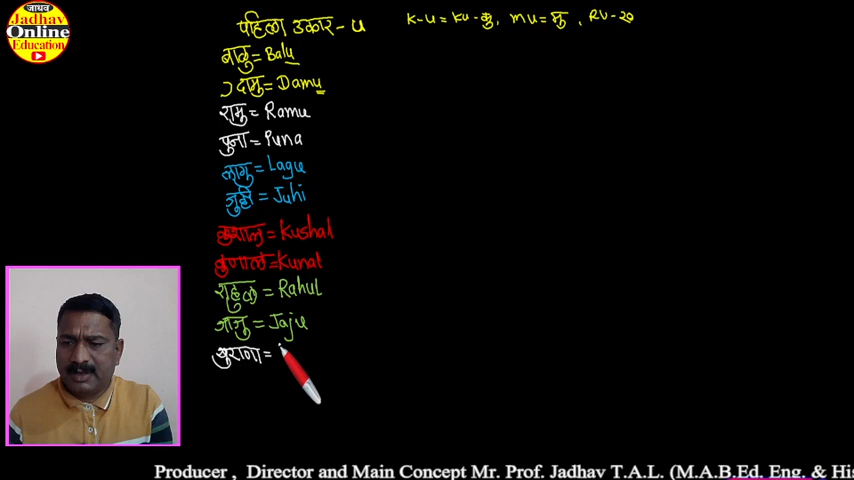 जाधव
Jadhav
Online
Education
पहिला उकार - u
K-u = Ku - कु, mu = मु,
बाळु = Balu
दामु = Damu
रामु = Ramu
पुना = Puna
लागु = Lagu
जुही = Juhi
कुशाल = Kushal
कुणाल = Kunal
राहुल = Rahul
जाजु = Jaju
Producer , Director and Main Concept Mr. Prof. Jadhav T.A.L. (M.A.B.Ed. Eng. & His